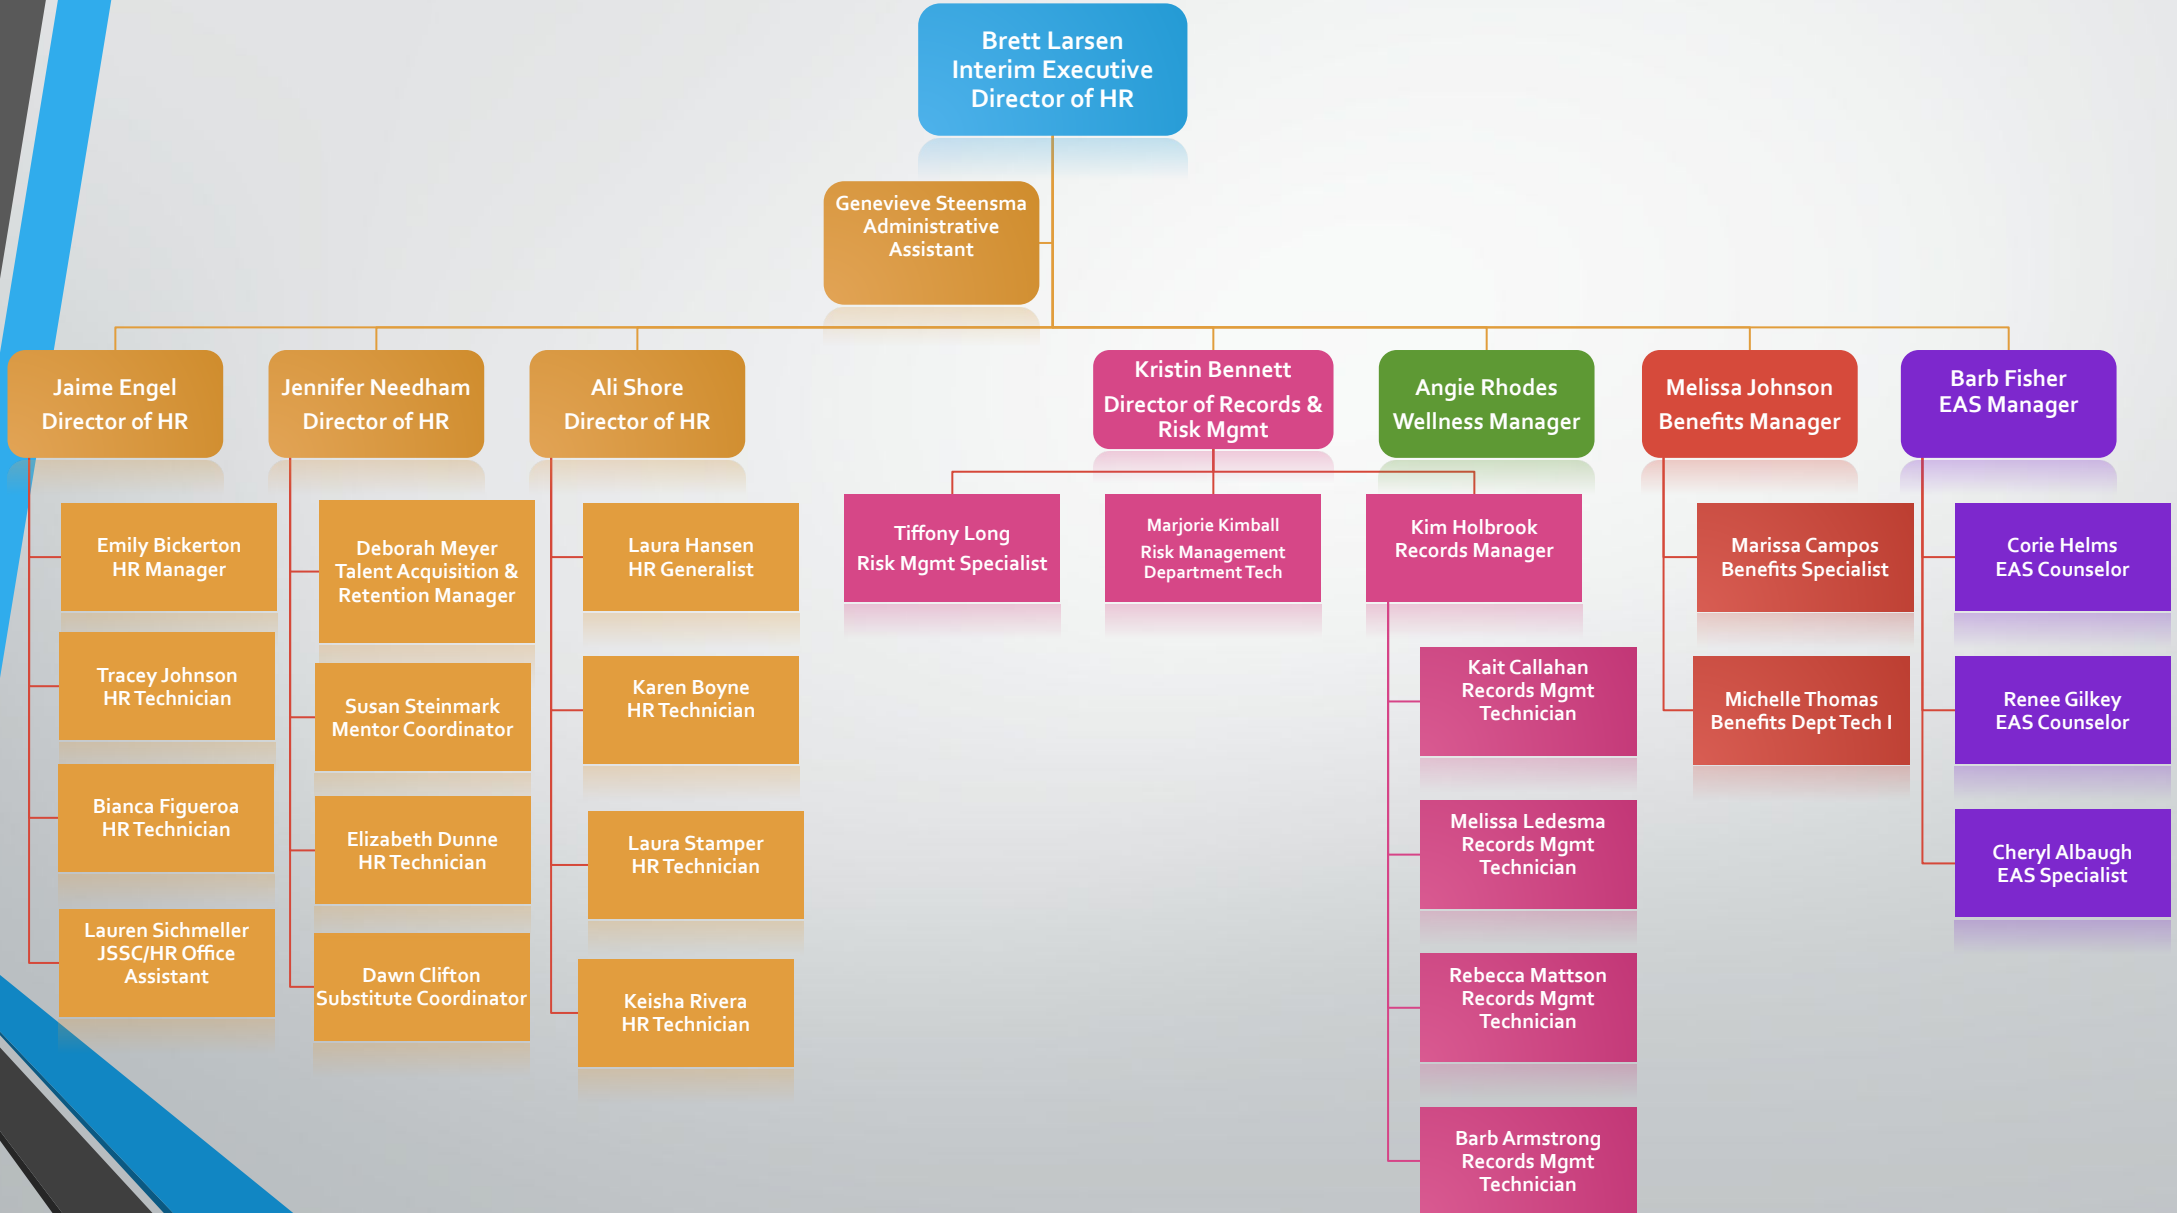 Brett Larsen
Interim Executive
Director of HR
Genevieve Steensma
Administrative
Assistant
Jaime Engel
Director of HR
Jennifer Needham
Director of HR
Ali Shore
Director of HR
Kristin Bennett
Director of Records &
Risk Mgmt
Angie Rhodes
Wellness Manager
Melissa Johnson
Benefits Manager
Barb Fisher
EAS Manager
Emily Bickerton
HR Manager
Tracey Johnson
HR Technician
Bianca Figueroa
HR Technician
Lauren Sichmeller
JSSC/HR Office
Assistant
Deborah Meyer
Talent Acquisition &
Retention Manager
Susan Steinmark
Mentor Coordinator
Elizabeth Dunne
HR Technician
Dawn Clifton
Substitute Coordinator
Laura Hansen
HR Generalist
Karen Boyne
HR Technician
Laura Stamper
HR Technician
Keisha Rivera
HR Technician
Tiffony Long
Risk Mgmt Specialist
Marjorie Kimball
Risk Management
Department Tech
Kim Holbrook
Records Manager
Kait Callahan
Records Mgmt
Technician
Melissa Ledesma
Records Mgmt
Technician
Rebecca Mattson
Records Mgmt
Technician
Barb Armstrong
Records Mgmt
Technician
Marissa Campos
Benefits Specialist
Michelle Thomas
Benefits Dept Tech I
Corie Helms
EAS Counselor
Renee Gilkey
EAS Counselor
Cheryl Albaugh
EAS Specialist